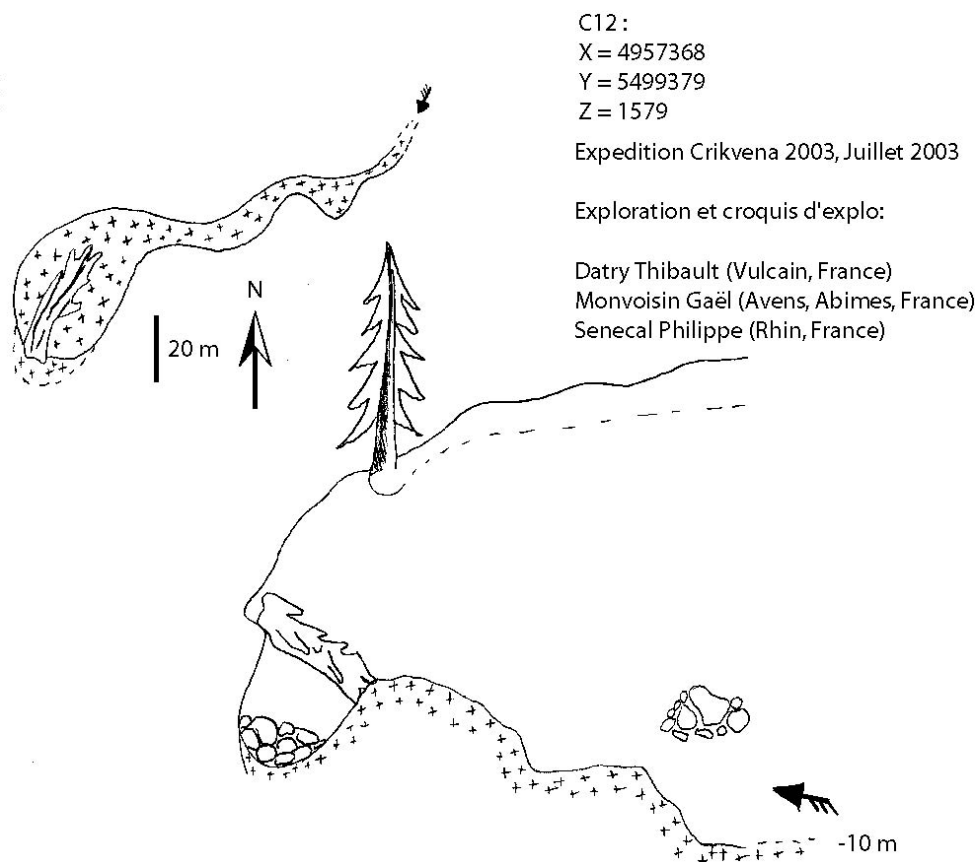 C12 :
X = 4957368
Y = 5499379
Z = 1579
Expedition Crikvena 2003, Juillet 2003
Exploration et croquis d'explo:
Datry Thibault (Vulcain, France)
Monvoisin Gaël (Avens, Abimes, France)
Senecal Philippe (Rhin, France)
N
20 m
-10 m